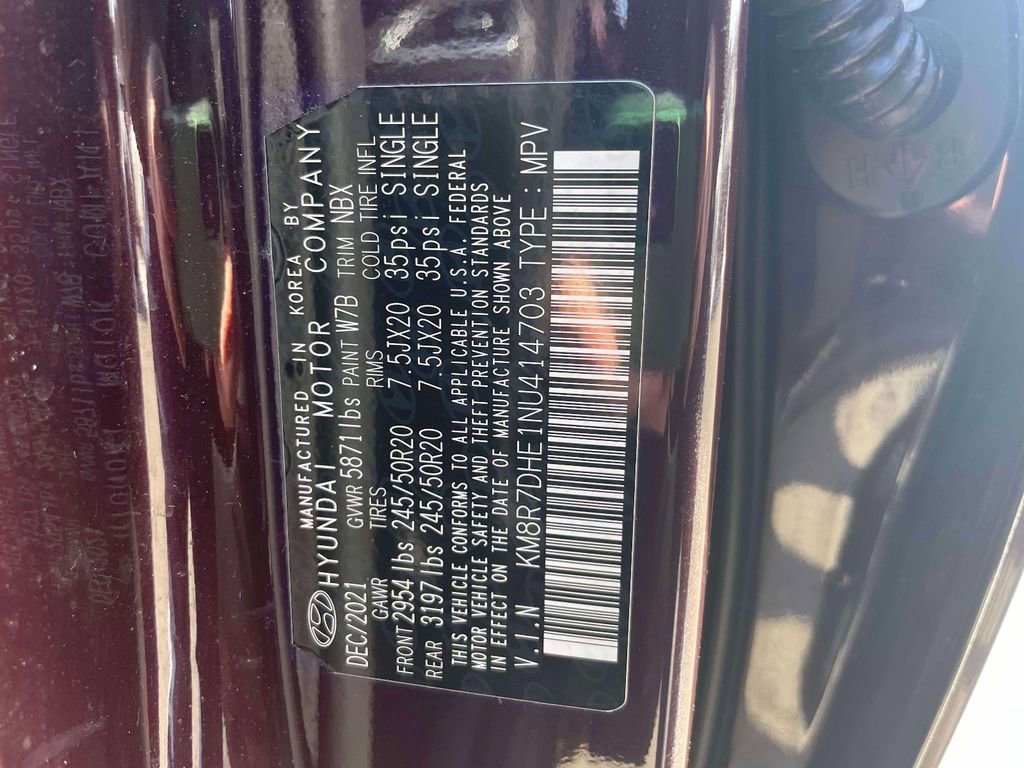 MANUFACTURED IN KOREA BY
HYUNDAI MOTOR COMPANY
DEC/2021 GVWR 5871 lbs PAINT W7B TRIM NBX
GAWR TIRES RIMS COLD TIRE INFL
FRONT 2954 lbs 245/50R20 7.5JX20 35psi SINGLE
REAR 3197 lbs 245/50R20 7.5JX20 35psi SINGLE
THIS VEHICLE CONFORMS TO ALL APPLICABLE U.S.A. FEDERAL
MOTOR VEHICLE SAFETY AND THEFT PREVENTION STANDARDS
IN EFFECT ON THE DATE OF MANUFACTURE SHOWN ABOVE
V.I.N KM8R7DHE1NU414703 TYPE : MPV